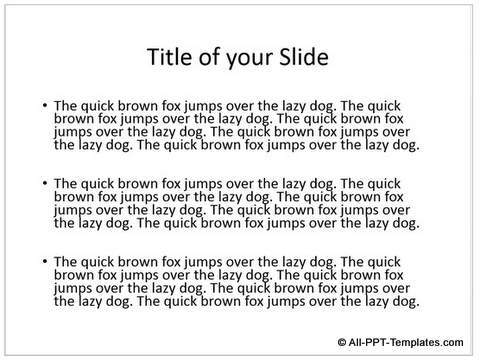 Title of your Slide
• The quick brown fox jumps over the lazy dog. The quick
brown fox jumps over the lazy dog. The quick brown fox
jumps over the lazy dog. The quick brown fox jumps over
the lazy dog. The quick brown fox jumps over the lazy dog.
• The quick brown fox jumps over the lazy dog. The quick
brown fox jumps over the lazy dog. The quick brown fox
jumps over the lazy dog. The quick brown fox jumps over
the lazy dog. The quick brown fox jumps over the lazy dog.
• The quick brown fox jumps over the lazy dog. The quick
brown fox jumps over the lazy dog. The quick brown fox
jumps over the lazy dog. The quick brown fox jumps over
the lazy dog. The quick brown fox jumps over the lazy dog.
© All-PPT-Templates.com